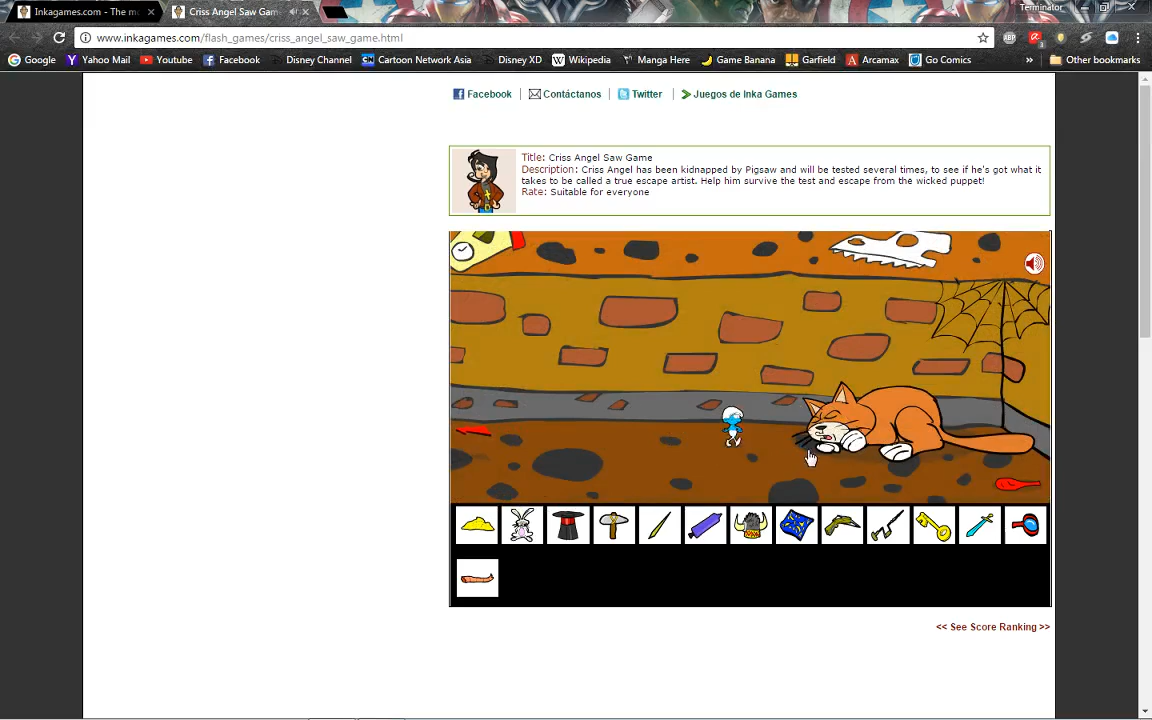 Inkagames.com - The m
Criss Angel Saw Gam
Terminator
www.inkagames.com/flash_games/criss_angel_saw_game.html
ABP
3
Google
Yahoo Mail
Youtube
Facebook
Disney Channel
CN Cartoon Network Asia
Disney XD
W Wikipedia
Manga Here
Game Banana
Garfield
A Arcamax
Go Comics
»
Other bookmarks
Facebook
Contáctanos
Twitter
Juegos de Inka Games
Title: Criss Angel Saw Game
Description: Criss Angel has been kidnapped by Pigsaw and will be tested several times, to see if he's got what it
takes to be called a true escape artist. Help him survive the test and escape from the wicked puppet!
Rate: Suitable for everyone
<< See Score Ranking >>